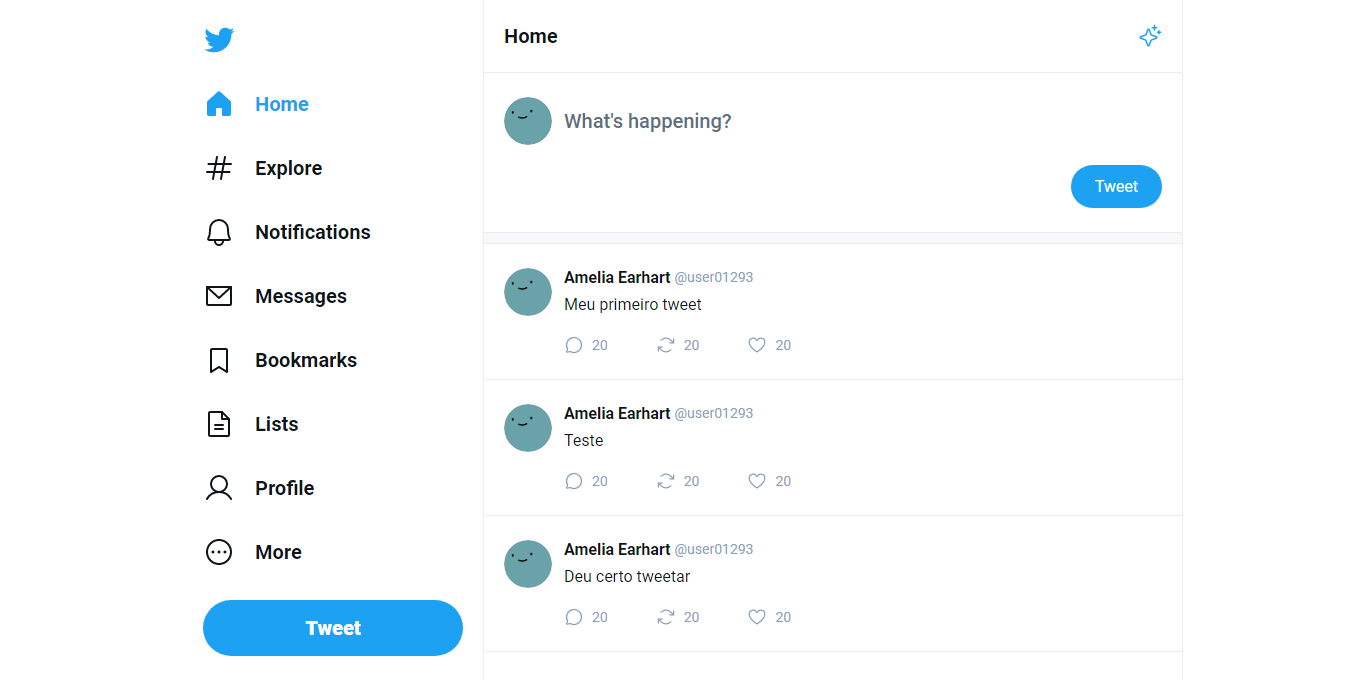 Home
Explore
Notifications
Messages
Bookmarks
Lists
Profile
More
Tweet
Home
What's happening?
Tweet
Amelia Earhart @user01293
Meu primeiro tweet
20 20 20
Amelia Earhart @user01293
Teste
20 20 20
Amelia Earhart @user01293
Deu certo tweetar
20 20 20